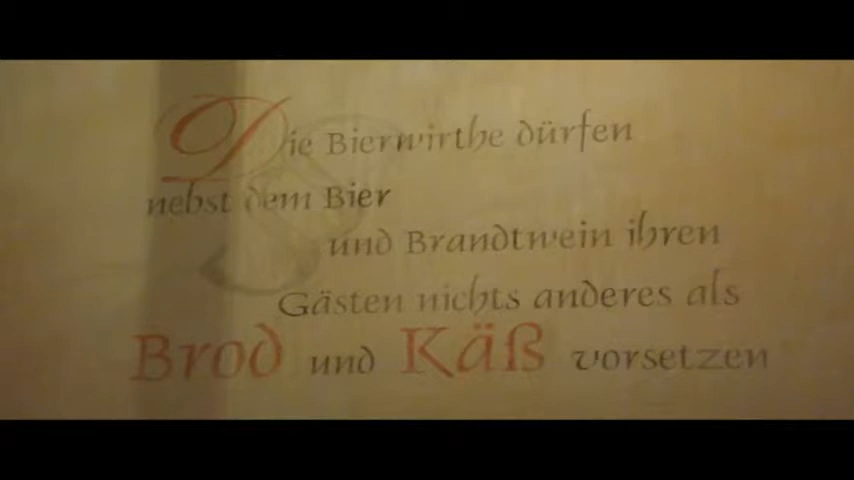 Die Bierwirthe dürfen
nebst dem Bier
und Brandtwein ihren
Gästen nichts anderes als
Brod und Käß vorsetzen